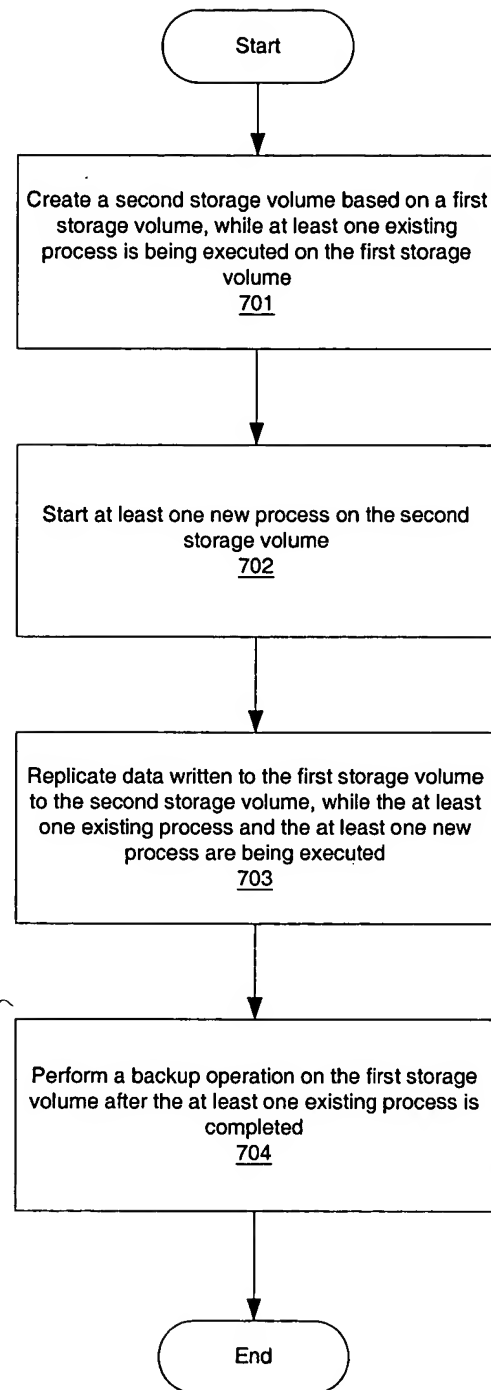 Start
Create a second storage volume based on a first
storage volume, while at least one existing
process is being executed on the first storage
volume
701
Start at least one new process on the second
storage volume
702
Replicate data written to the first storage volume
to the second storage volume, while the at least
one existing process and the at least one new
process are being executed
703
Perform a backup operation on the first storage
volume after the at least one existing process is
completed
704
End